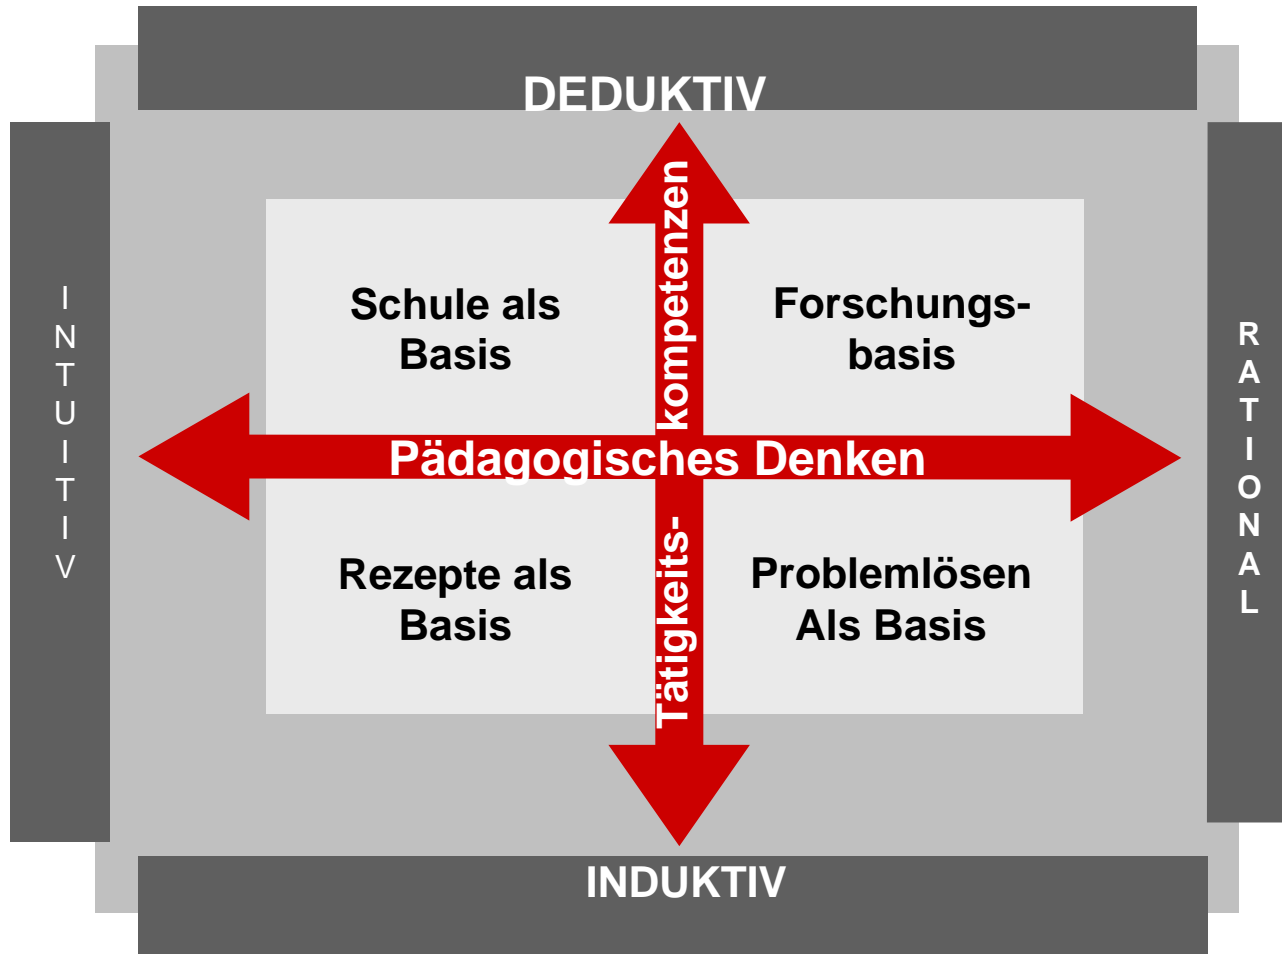 DEDUKTIV
INTUITIV
Schule als
Basis
kompetenzen
Forschungs-
basis
RATIONAL
Pädagogisches Denken
Rezepte als
Basis
Tätigkeits-
Problemlösen
Als Basis
INDUKTIV